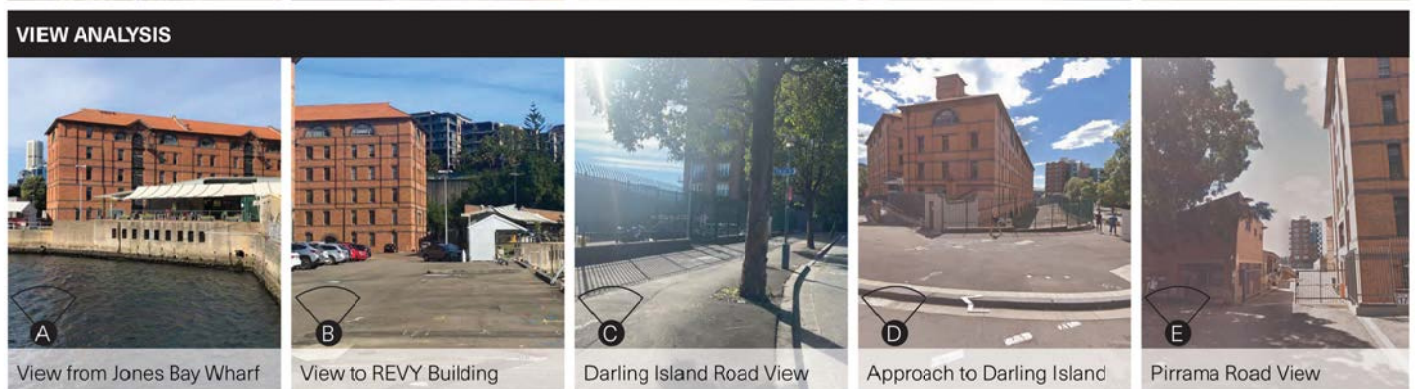 VIEW ANALYSIS
A
View from Jones Bay Wharf
B
View to REVY Building
C
Darling Island Road View
D
Approach to Darling Island
E
Pirrama Road View